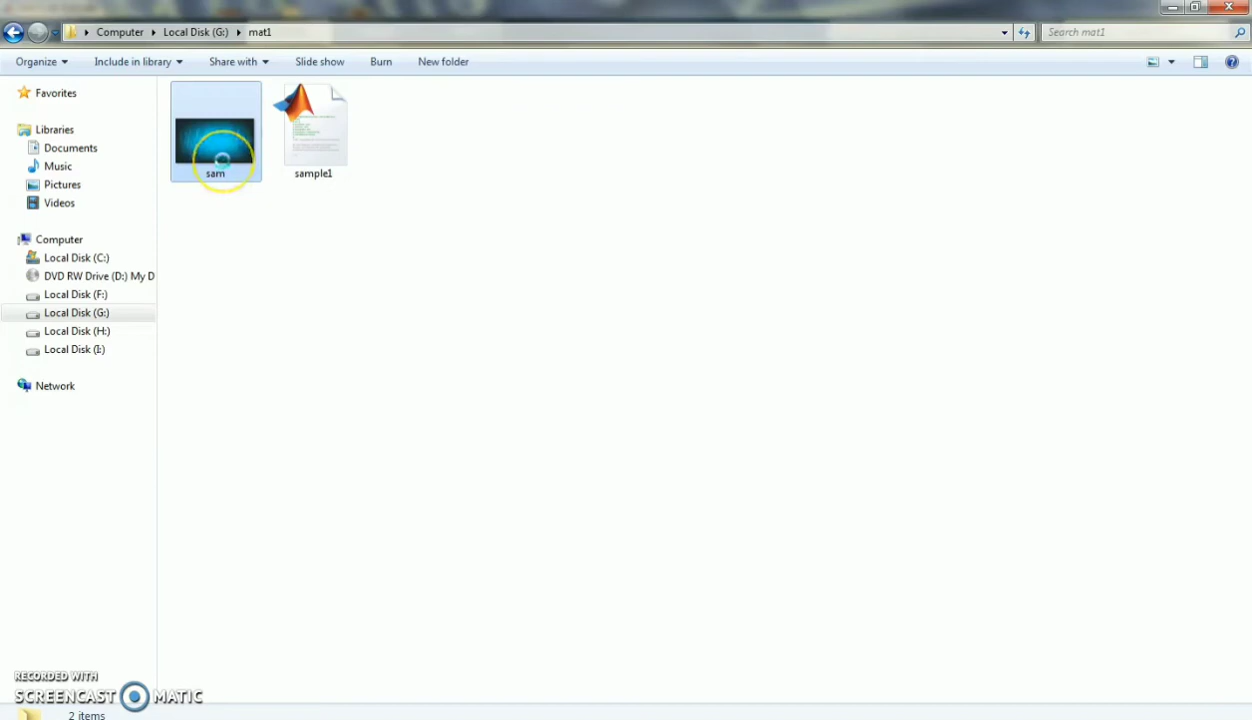 Computer Local Disk (G:) mat1
Search mat1
Organize Include in library Share with Slide show Burn New folder
Favorites
Libraries
Documents
Music
Pictures
Videos
Computer
Local Disk (C:)
DVD RW Drive (D:) My D
Local Disk (F:)
Local Disk (G:)
Local Disk (H:)
Local Disk (I:)
Network
sam
sample1
RECORDED WITH
SCREENCAST MATIC
2 items